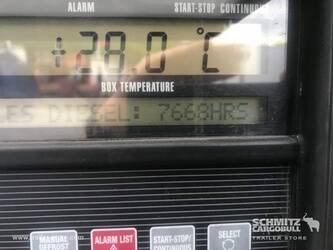 ALARM START-STOP CONTINUOUS
+28.0°C
BOX TEMPERATURE
LES DIESEL: 7668HRS
MANUAL DEFROST
ALARM LIST
START-STOP/ CONTINUOUS
SELECT
SCHMITZ
CARGOBULL
TRAILER STORE